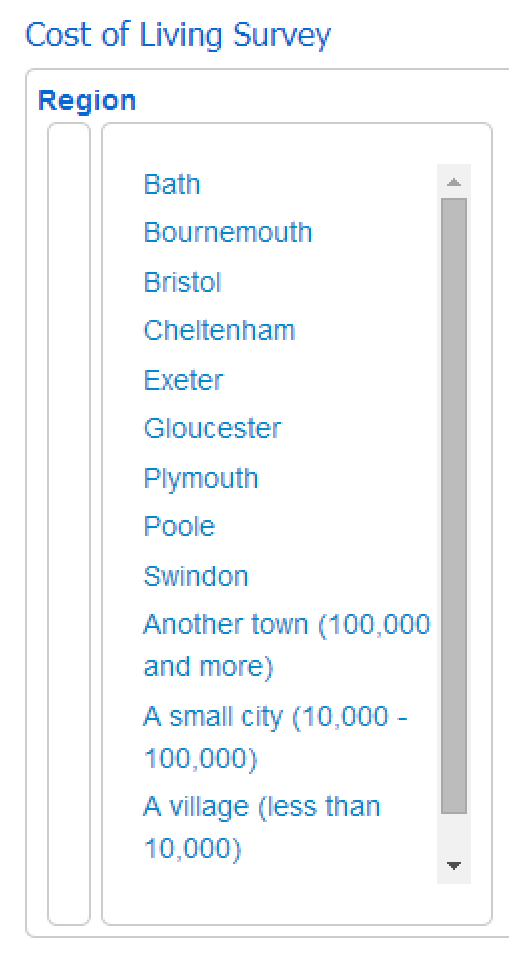 Cost of Living Survey
Region
Bath
Bournemouth
Bristol
Cheltenham
Exeter
Gloucester
Plymouth
Poole
Swindon
Another town (100,000
and more)
A small city (10,000 -
100,000)
A village (less than
10,000)